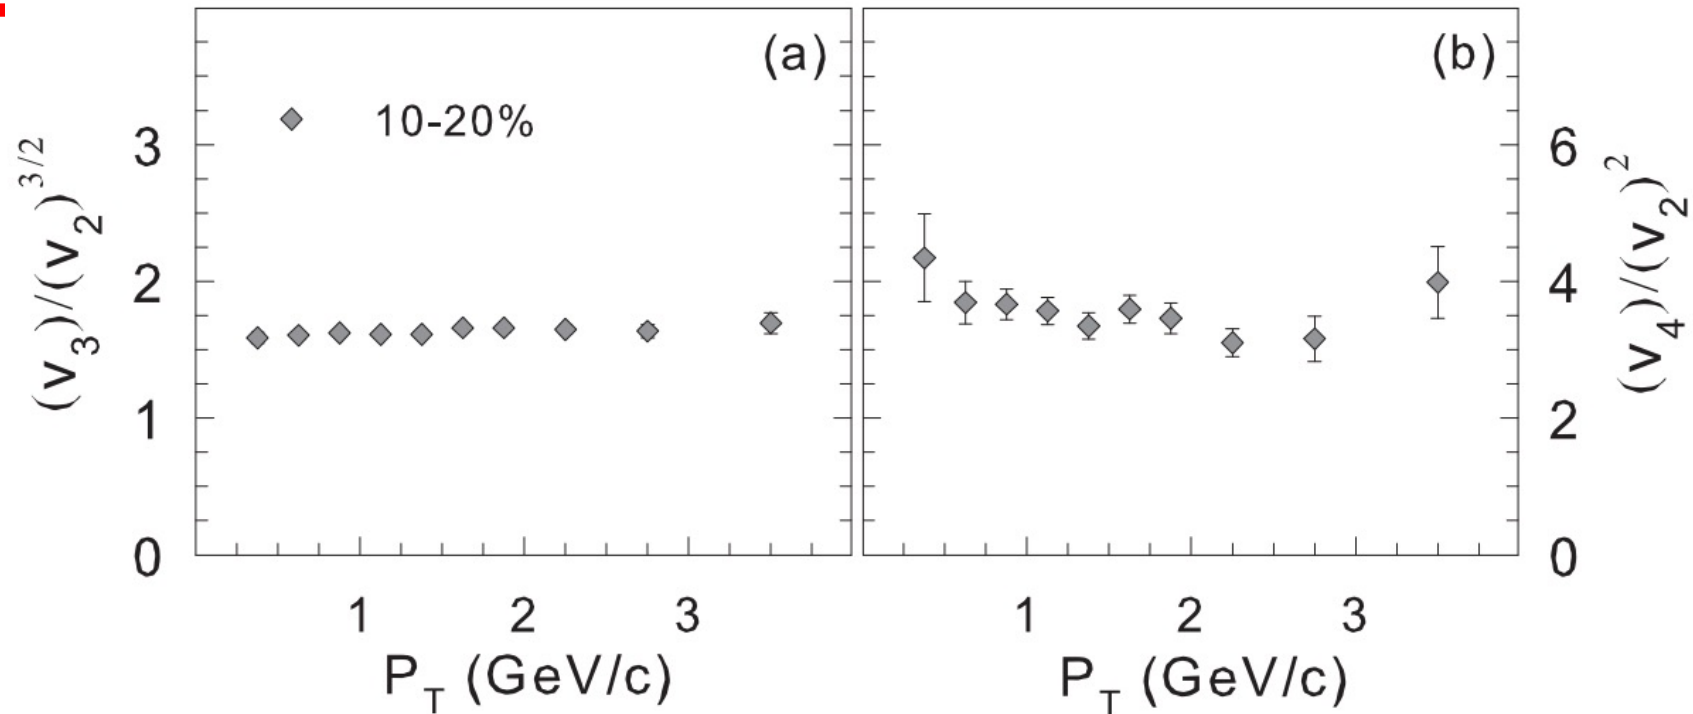 (a)
10-20%
(v3)/(v2)^3/2
3
2
1
0
1 2 3
PT (GeV/c)
(b)
6
4
2
0
(v4)/(v2)^2
1 2 3
PT (GeV/c)